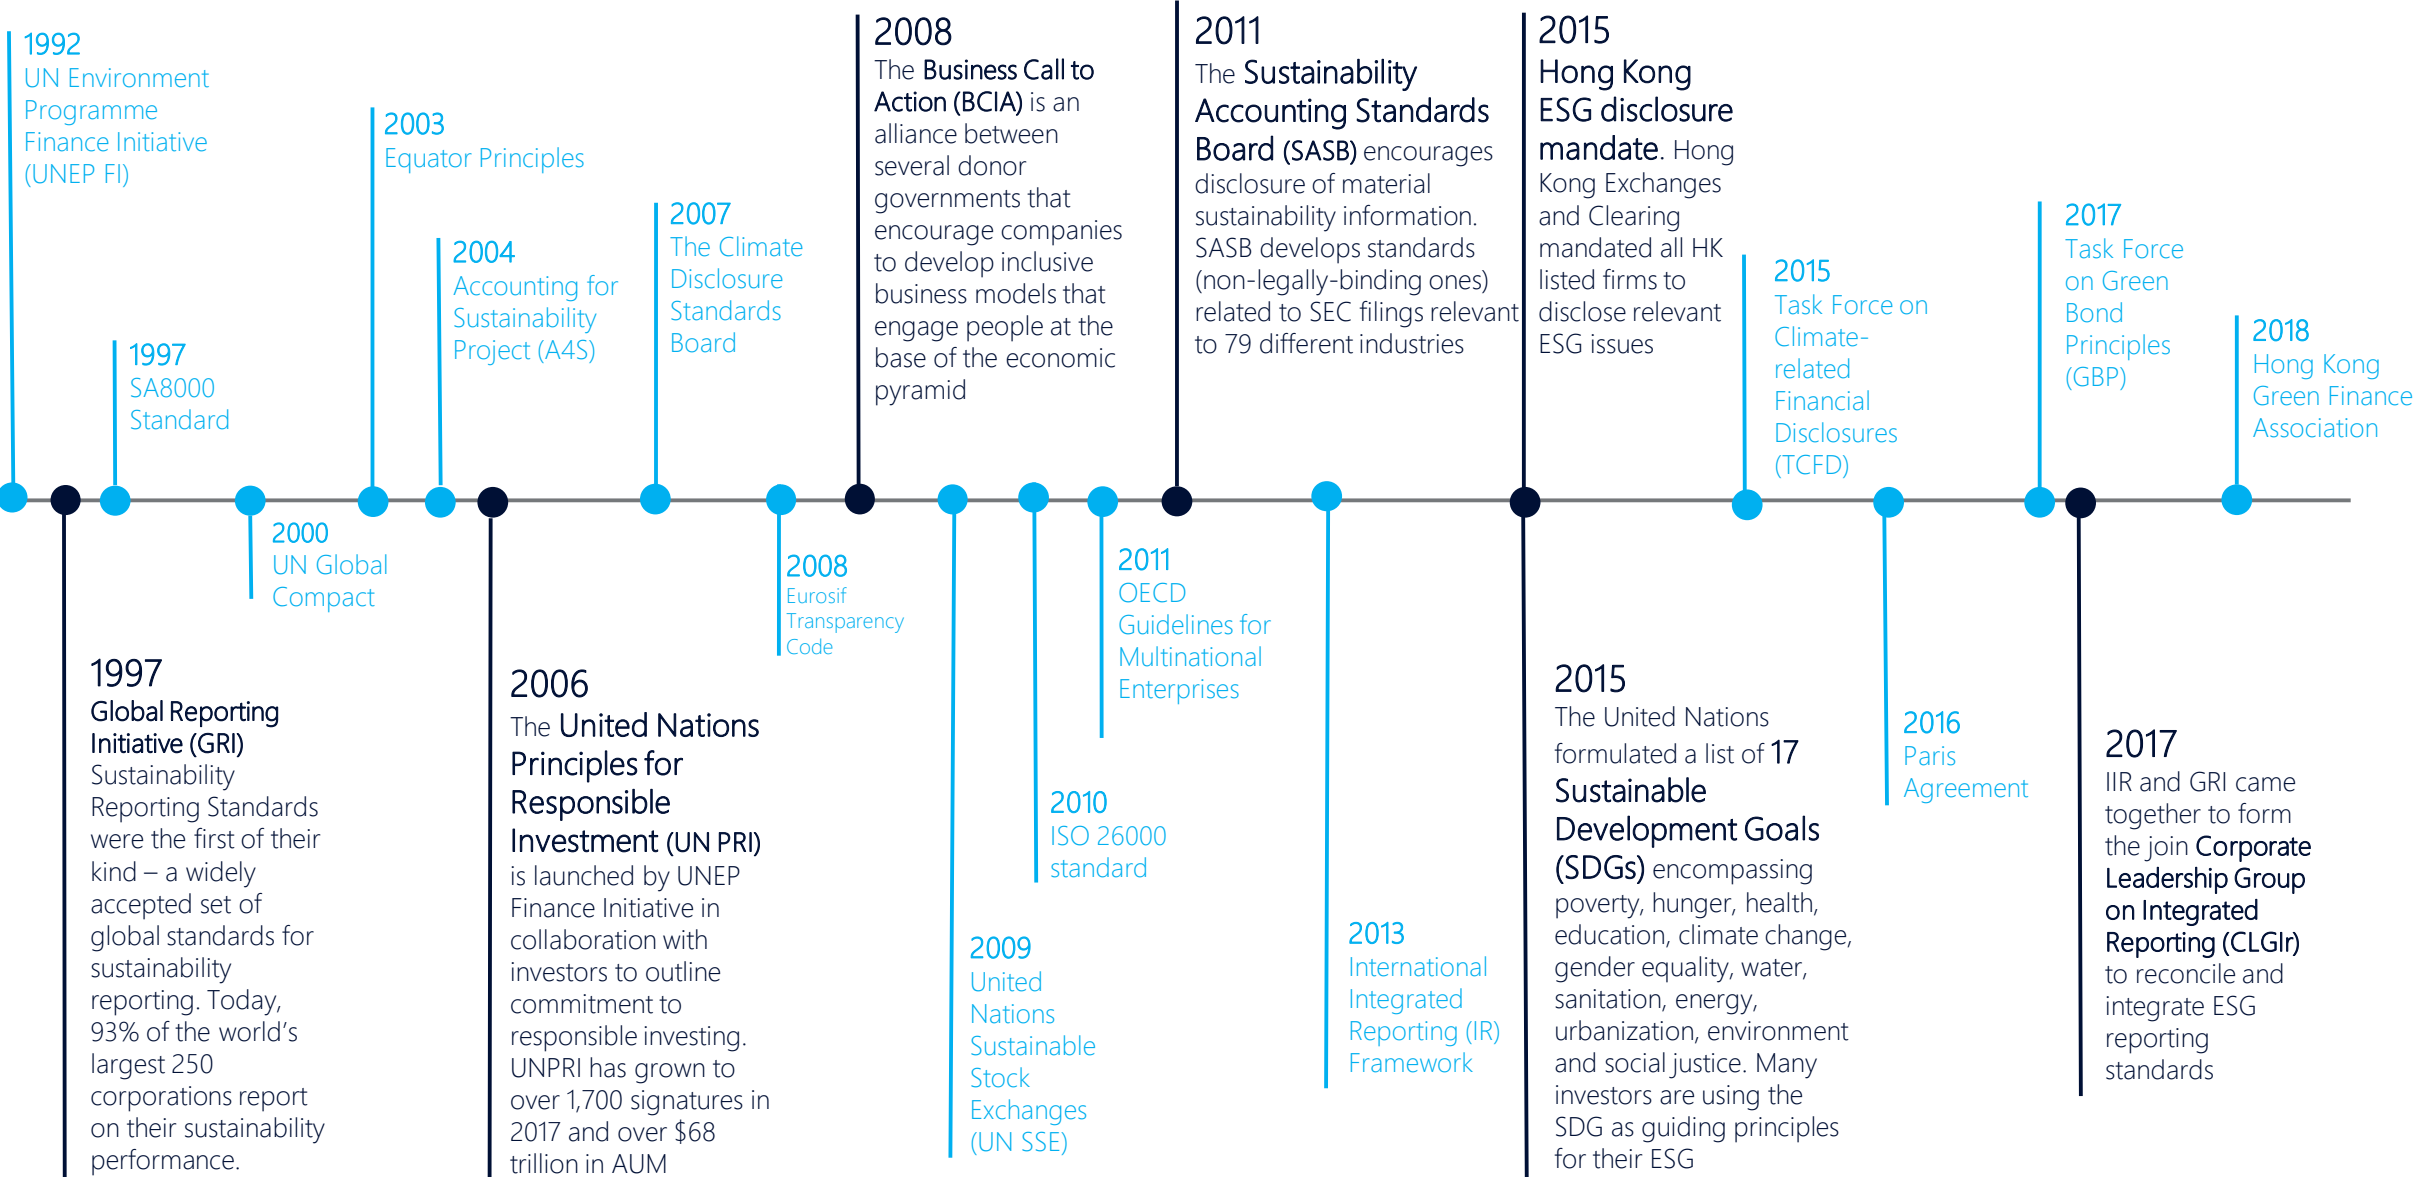 1992
UN Environment
Programme
Finance Initiative
(UNEP FI)
1997
SA8000
Standard
2003
Equator Principles
2004
Accounting for
Sustainability
Project (A4S)
2007
The Climate
Disclosure
Standards
Board
2008
The Business Call to
Action (BCIA) is an
alliance between
several donor
governments that
encourage companies
to develop inclusive
business models that
engage people at the
base of the economic
pyramid
2011
The Sustainability
Accounting Standards
Board (SASB) encourages
disclosure of material
sustainability information.
SASB develops standards
(non-legally-binding ones)
related to SEC filings relevant
to 79 different industries
2015
Hong Kong
ESG disclosure
mandate. Hong
Kong Exchanges
and Clearing
mandated all HK
listed firms to
disclose relevant
ESG issues
2015
Task Force on
Climate-
related
Financial
Disclosures
(TCFD)
2017
Task Force
on Green
Bond
Principles
(GBP)
2018
Hong Kong
Green Finance
Association
1997
Global Reporting
Initiative (GRI)
Sustainability
Reporting Standards
were the first of their
kind – a widely
accepted set of
global standards for
sustainability
reporting. Today,
93% of the world's
largest 250
corporations report
on their sustainability
performance.
2000
UN Global
Compact
2006
The United Nations
Principles for
Responsible
Investment (UN PRI)
is launched by UNEP
Finance Initiative in
collaboration with
investors to outline
commitment to
responsible investing.
UNPRI has grown to
over 1,700 signatures in
2017 and over $68
trillion in AUM
2008
Eurosif
Transparency
Code
2009
United
Nations
Sustainable
Stock
Exchanges
(UN SSE)
2010
ISO 26000
standard
2011
OECD
Guidelines for
Multinational
Enterprises
2013
International
Integrated
Reporting (IR)
Framework
2015
The United Nations
formulated a list of 17
Sustainable
Development Goals
(SDGs) encompassing
poverty, hunger, health,
education, climate change,
gender equality, water,
sanitation, energy,
urbanization, environment
and social justice. Many
investors are using the
SDG as guiding principles
for their ESG
2016
Paris
Agreement
2017
IIR and GRI came
together to form
the join Corporate
Leadership Group
on Integrated
Reporting (CLGIr)
to reconcile and
integrate ESG
reporting
standards